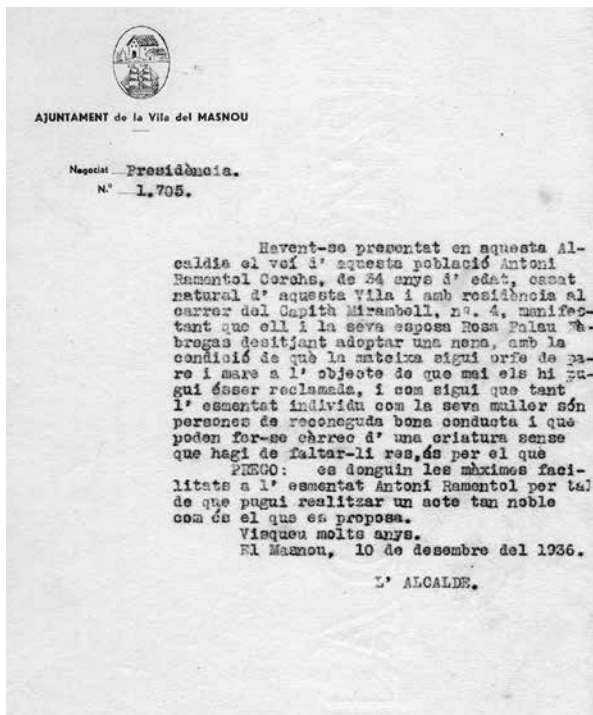 AJUNTAMENT de la Vila del MASNOU
Negociat Presidència.
N.º 1.705.
Havent-se presentat en aquesta Al-
caldia el veí d' aquesta població Antoni
Ramentol Corchs, de 34 anys d' edat, casat
natural d' aquesta Vila i amb residència al
carrer del Capità Mirambell, nº. 4, manifes-
tant que ell i la seva esposa Rosa Palau Fà-
bregas desitjant adoptar una nena, amb la
condició de què la mateixa sigui orfe de pa-
re i mare a l' objecte de que mai els hi pu-
gui ésser reclamada, i com sigui que tant
l' esmentat individu com la seva muller són
persones de reconeguda bona conducta i que
poden fer-se càrrec d' una criatura sense
que hagi de faltar-li res,és per el què
PREGO: es donguin les màximes faci-
litats a l' esmentat Antoni Ramentol per tal
de que pugui realitzar un acte tan noble
com és el que es proposa.
Visqueu molts anys.
El Masnou, 10 de desembre del 1936.
L' ALCALDE.